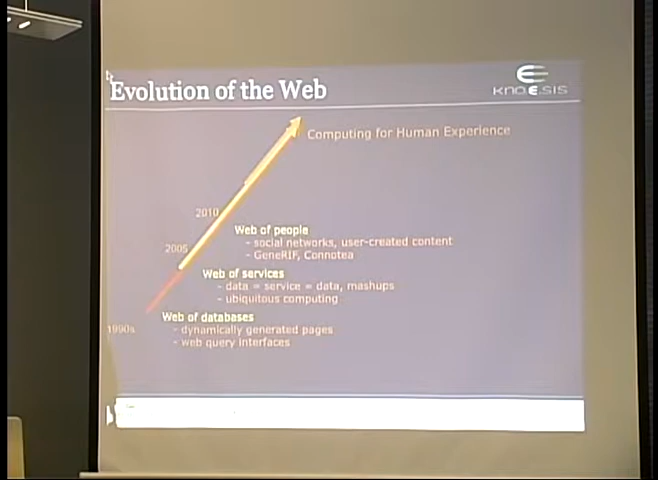 Evolution of the Web
KNO.E.SIS
Computing for Human Experience
2010
Web of people
- social networks, user-created content
- GeneRIF, Connotea
2005
Web of services
- data = service = data, mashups
- ubiquitous computing
Web of databases
1990s
- dynamically generated pages
- web query interfaces